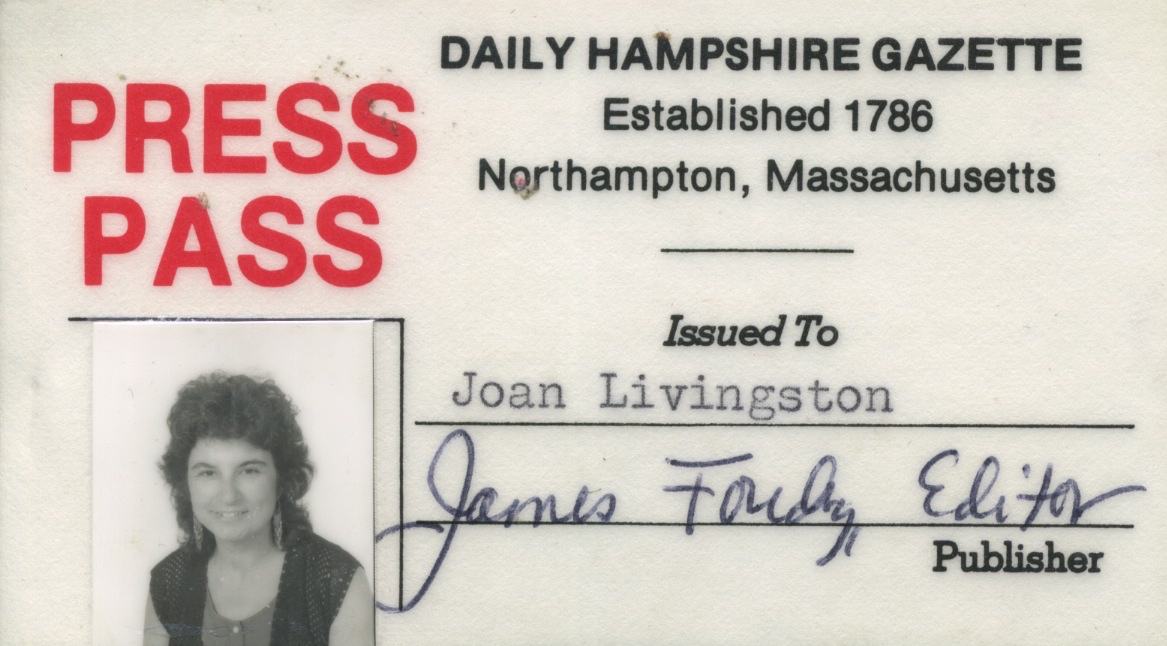 PRESS
PASS
DAILY HAMPSHIRE GAZETTE
Established 1786
Northampton, Massachusetts
Issued To
Joan Livingston
James Foudy Editor
Publisher